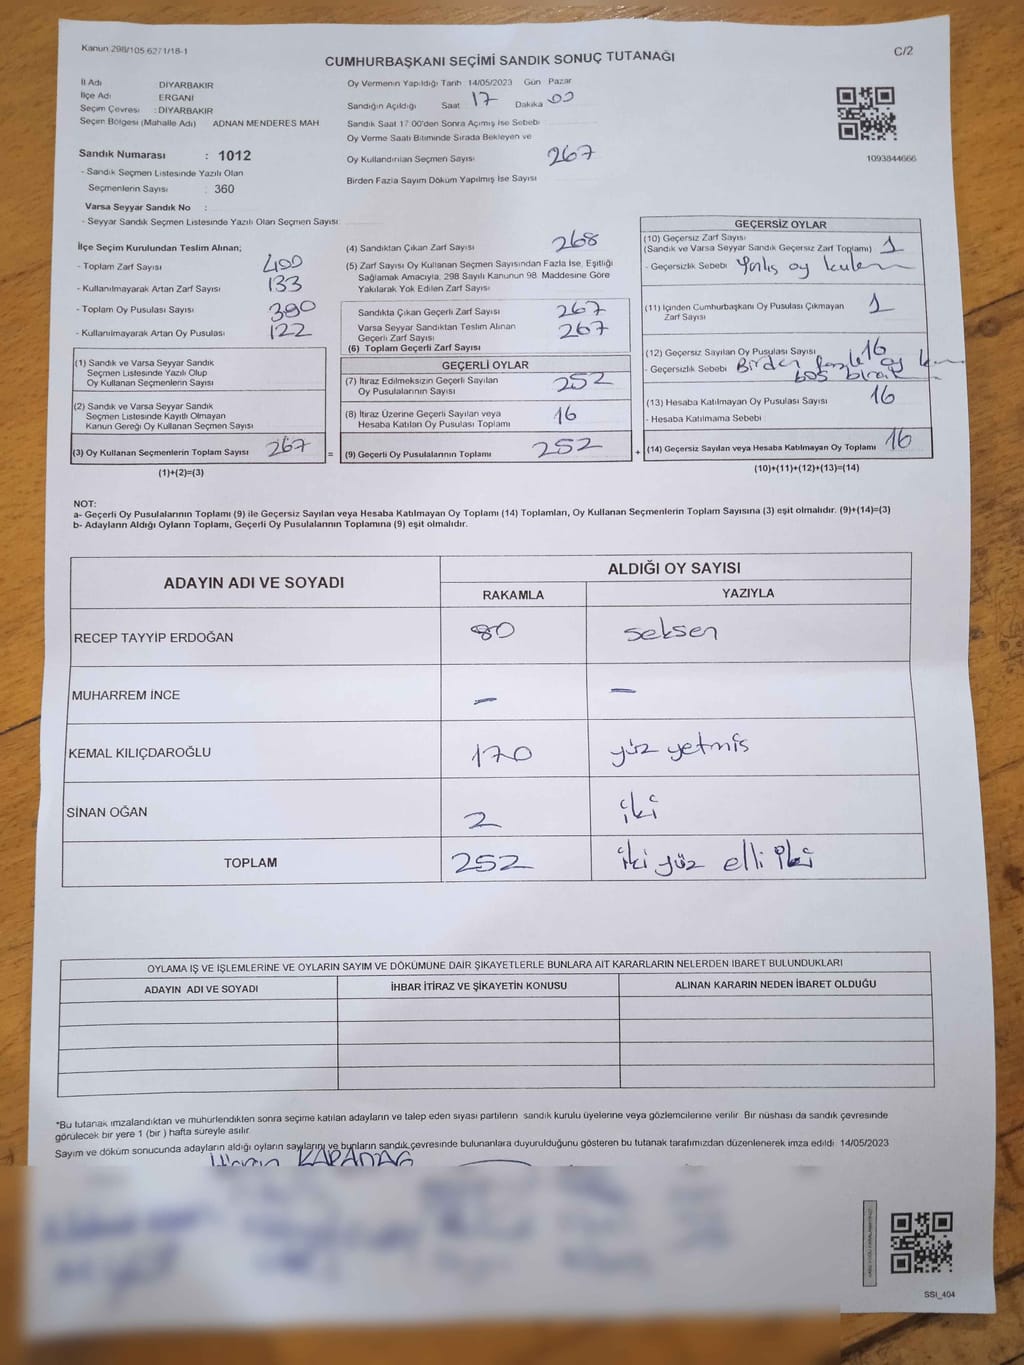 Kanun 298/105.62/1/18-1
C/2
CUMHURBAŞKANI SEÇİMİ SANDIK SONUÇ TUTANAĞI
İl Adı DİYARBAKIR
İlçe Adı ERGANİ
Seçim Çevresi : DİYARBAKIR
Seçim Bölgesi (Mahalle Adı) ADNAN MENDERES MAH
Sandık Numarası : 1012
- Sandık Seçmen Listesinde Yazılı Olan
Seçmenlerin Sayısı : 360
Varsa Seyyar Sandık No :
- Seyyar Sandık Seçmen Listesinde Yazılı Olan Seçmen Sayısı
Oy Vermenin Yapıldığı Tarih 14/05/2023 Gün Pazar
Sandığın Açıldığı Saat 17 Dakika 00
Sandık Saat 17:00'den Sonra Açımış İse Sebebi
Oy Verme Saati Bitiminde Sırada Bekleyen ve
Oy Kullandırılan Seçmen Sayısı 267
Birden Fazla Sayım Döküm Yapılmış İse Sayısı
1093844666
İlçe Seçim Kurulundan Teslim Alınan;
- Toplam Zarf Sayısı 400
- Kullanılmayarak Artan Zarf Sayısı 133
- Toplam Oy Pusulası Sayısı 390
- Kullanılmayarak Artan Oy Pusulası 122
(1) Sandık ve Varsa Seyyar Sandık
Seçmen Listesinde Yazılı Olup
Oy Kullanan Seçmenlerin Sayısı
(2) Sandık ve Varsa Seyyar Sandık
Seçmen Listesinde Kayıtlı Olmayan
Kanun Gereği Oy Kullanan Seçmen Sayısı
(3) Oy Kullanan Seçmenlerin Toplam Sayısı 267
(1)+(2)=(3)
=
(4) Sandıktan Çıkan Zarf Sayısı 268
(5) Zarf Sayısı Oy Kullanan Seçmen Sayısından Fazla İse, Eşitliği
Sağlamak Amacıyla, 298 Sayılı Kanunun 98. Maddesine Göre
Yakılarak Yok Edilen Zarf Sayısı
Sandıkta Çıkan Geçerli Zarf Sayısı 267
Varsa Seyyar Sandıktan Teslim Alınan
Geçerli Zarf Sayısı 267
(6) Toplam Geçerli Zarf Sayısı
GEÇERLİ OYLAR
(7) İtiraz Edilmeksizin Geçerli Sayılan
Oy Pusulalarının Sayısı 252
(8) İtiraz Üzerine Geçerli Sayılan veya
Hesaba Katılan Oy Pusulası Toplamı 16
(9) Geçerli Oy Pusulalarının Toplamı 252
+
GEÇERSİZ OYLAR
(10) Geçersiz Zarf Sayısı
(Sandık ve Varsa Seyyar Sandık Geçersiz Zarf Toplamı) 1
- Geçersizlik Sebebi Yanlış oy
(11) İçinden Cumhurbaşkanı Oy Pusulası Çıkmayan
Zarf Sayısı 1
(12) Geçersiz Sayılan Oy Pusulası Sayısı 16
- Geçersizlik Sebebi Birden fazla oy
boş
(13) Hesaba Katılmayan Oy Pusulası Sayısı 16
- Hesaba Katılmama Sebebi
(14) Geçersiz Sayılan veya Hesaba Katılmayan Oy Toplamı 16
(10)+(11)+(12)+(13)=(14)
NOT:
a- Geçerli Oy Pusulalarının Toplamı (9) ile Geçersiz Sayılan veya Hesaba Katılmayan Oy Toplamı (14) Toplamları, Oy Kullanan Seçmenlerin Toplam Sayısına (3) eşit olmalıdır. (9)+(14)=(3)
b- Adayların Aldığı Oyların Toplamı, Geçerli Oy Pusulalarının Toplamına (9) eşit olmalıdır.
ADAYIN ADI VE SOYADI
ALDIĞI OY SAYISI
RAKAMLA YAZIYLA
RECEP TAYYİP ERDOĞAN 80 seksen
MUHARREM İNCE – –
KEMAL KILIÇDAROĞLU 170 yüz yetmiş
SİNAN OĞAN 2 iki
TOPLAM 252 iki yüz elli iki
OYLAMA İŞ VE İŞLEMLERİNE VE OYLARIN SAYIM VE DÖKÜMÜNE DAİR ŞİKAYETLERLE BUNLARA AİT KARARLARIN NELERDEN İBARET BULUNDUKLARI
ADAYIN ADI VE SOYADI İHBAR İTİRAZ VE ŞİKAYETİN KONUSU ALINAN KARARIN NEDEN İBARET OLDUĞU
*Bu tutanak imzalandıktan ve mühürlendikten sonra seçime katılan adayların ve talep eden siyasi partilerin sandık kurulu üyelerine veya gözlemcilerine verilir. Bir nüshası da sandık çevresinde
görülecek bir yere 1 (bir) hafta süreyle asılır.
Sayım ve döküm sonucunda adayların aldığı oyların sayılarını ve bunların sandık çevresinde bulunanlara duyurulduğunu gösteren bu tutanak tarafımızdan düzenlenerek imza edildi. 14/05/2023
KARADAĞ
SSI_404